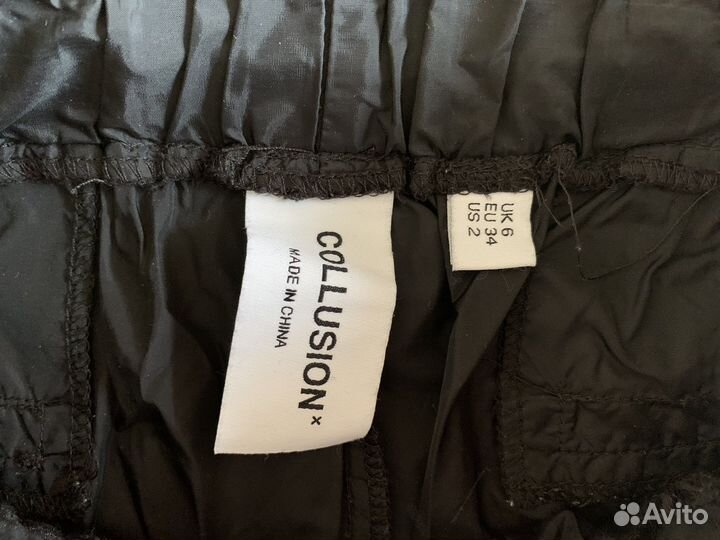 COLLUSION ×
MADE IN CHINA
UK 6
EU 34
US 2
Avito